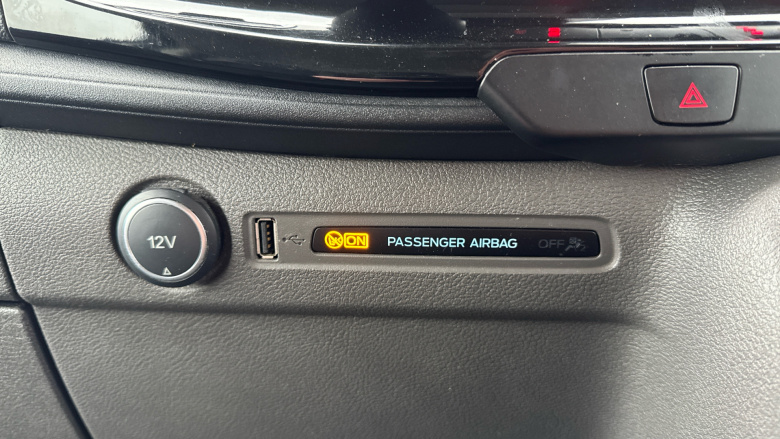 12V
ON PASSENGER AIRBAG OFF